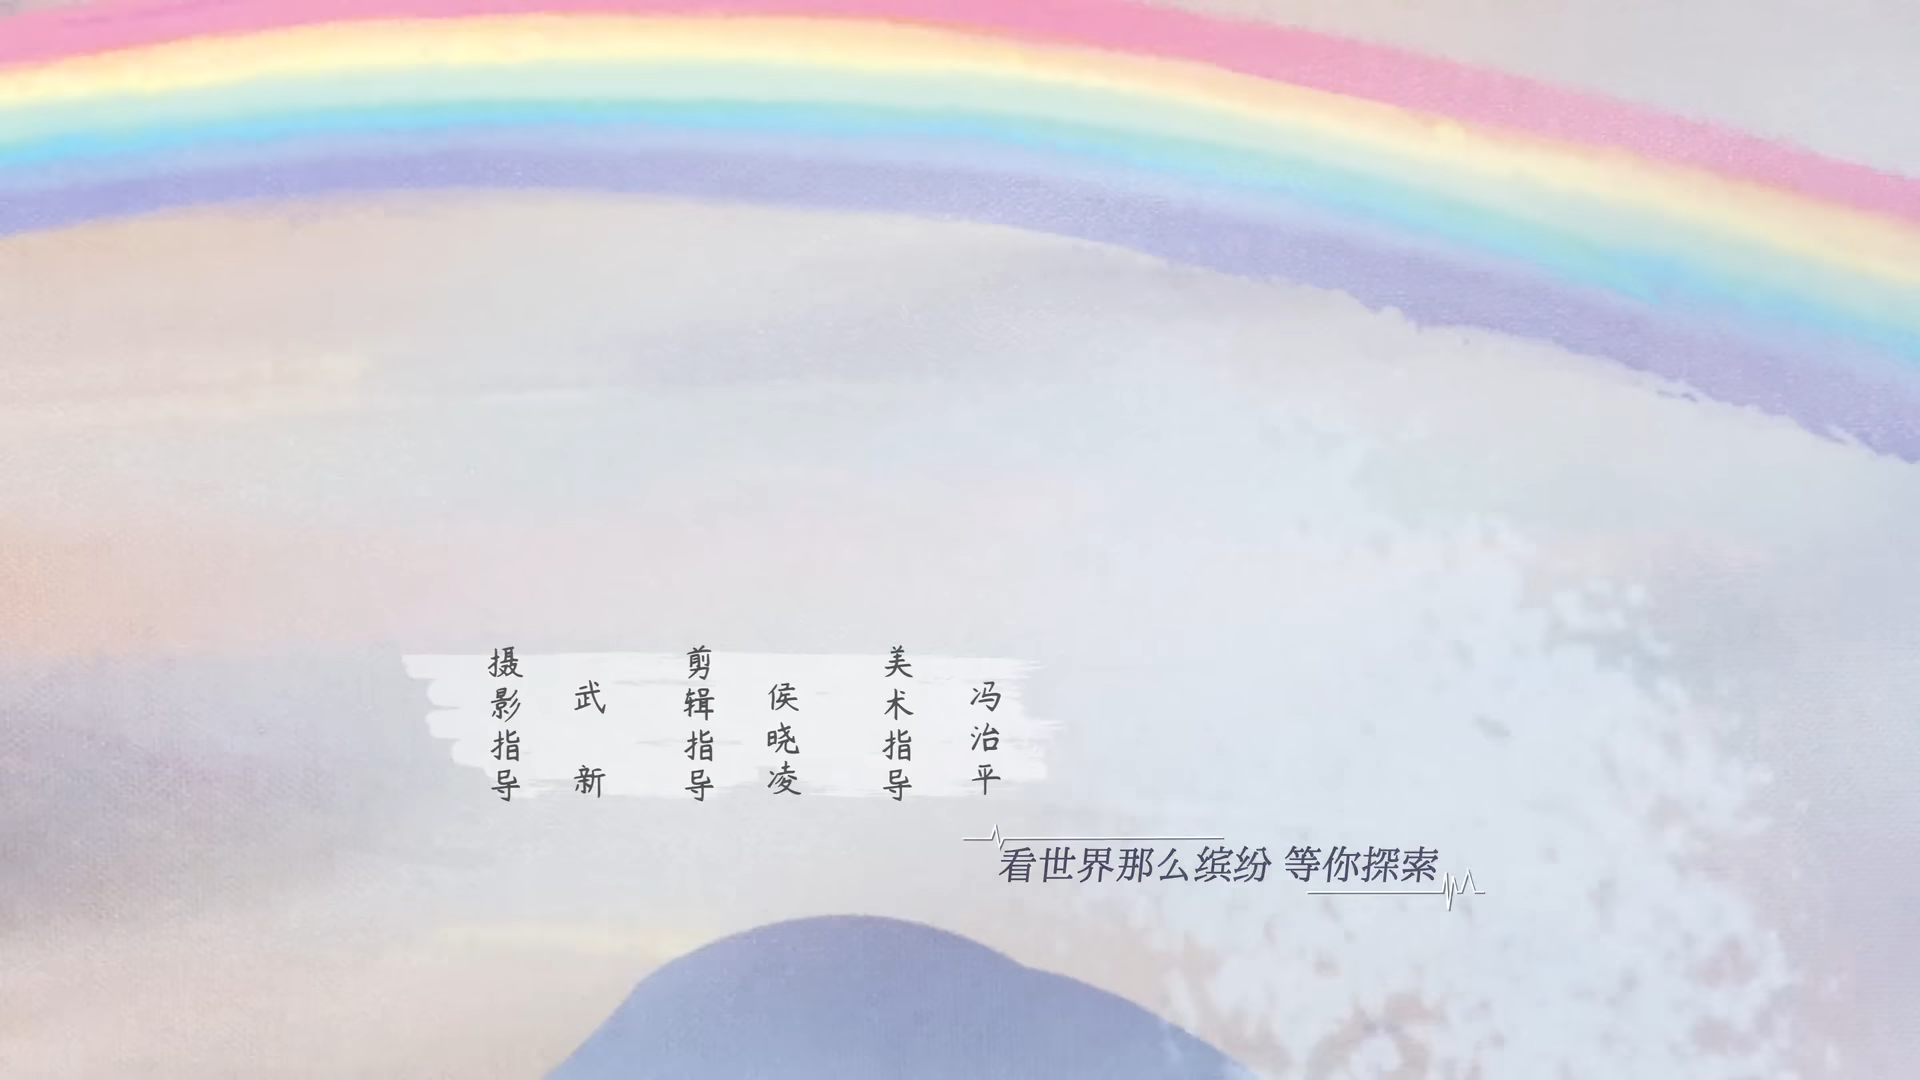 摄影指导
武新
剪辑指导
侯晓凌
美术指导
冯治平
看世界那么缤纷 等你探索